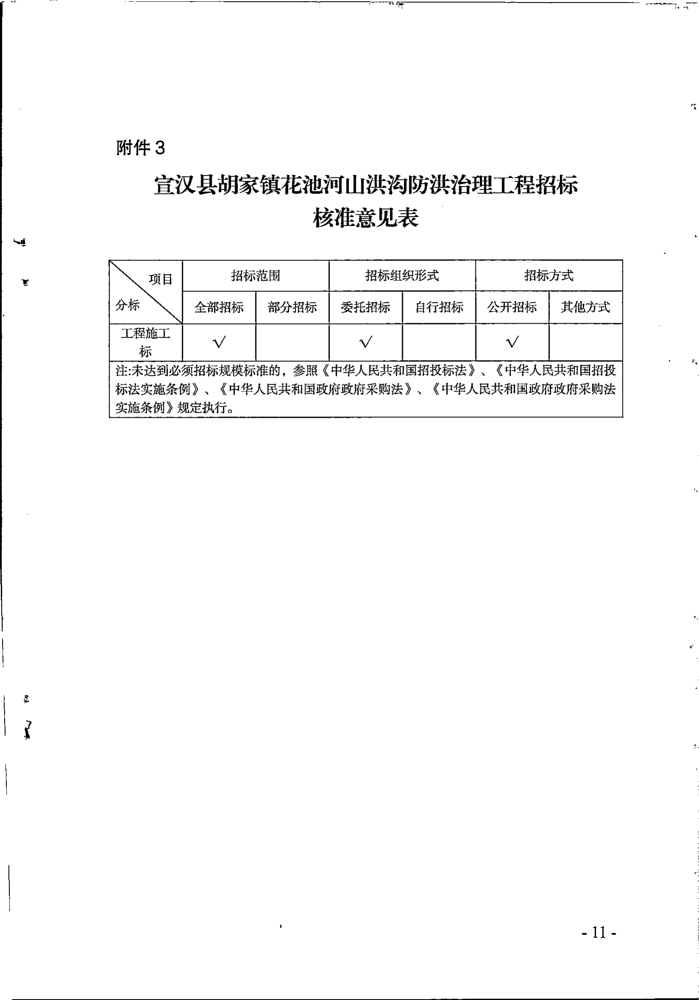 附件 3
宣汉县胡家镇花池河山洪沟防洪治理工程招标
核准意见表
项目
分标
招标范围
招标组织形式
招标方式
全部招标
部分招标
委托招标
自行招标
公开招标
其他方式
工程施工
标
√
√
√
注:未达到必须招标规模标准的，参照《中华人民共和国招投标法》、《中华人民共和国招投
标法实施条例》、《中华人民共和国政府政府采购法》、《中华人民共和国政府政府采购法
实施条例》规定执行。
- 11 -